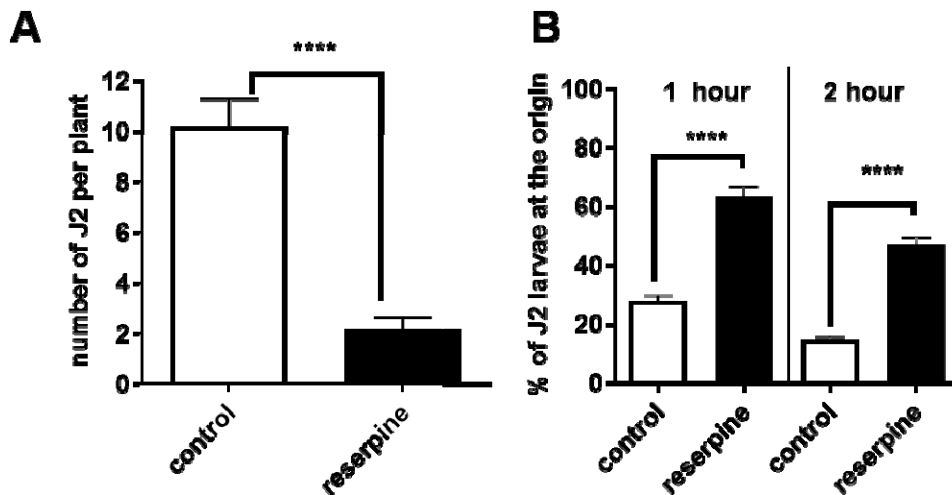 A
****
number of J2 per plant
12
10
8
6
4
2
0
control
reserpine
B
% of J2 larvae at the origin
100
80
60
40
20
0
1 hour
2 hour
****
****
control
reserpine
control
reserpine